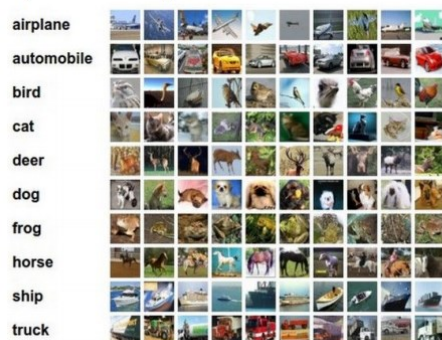 airplane
automobile
bird
cat
deer
dog
frog
horse
ship
truck